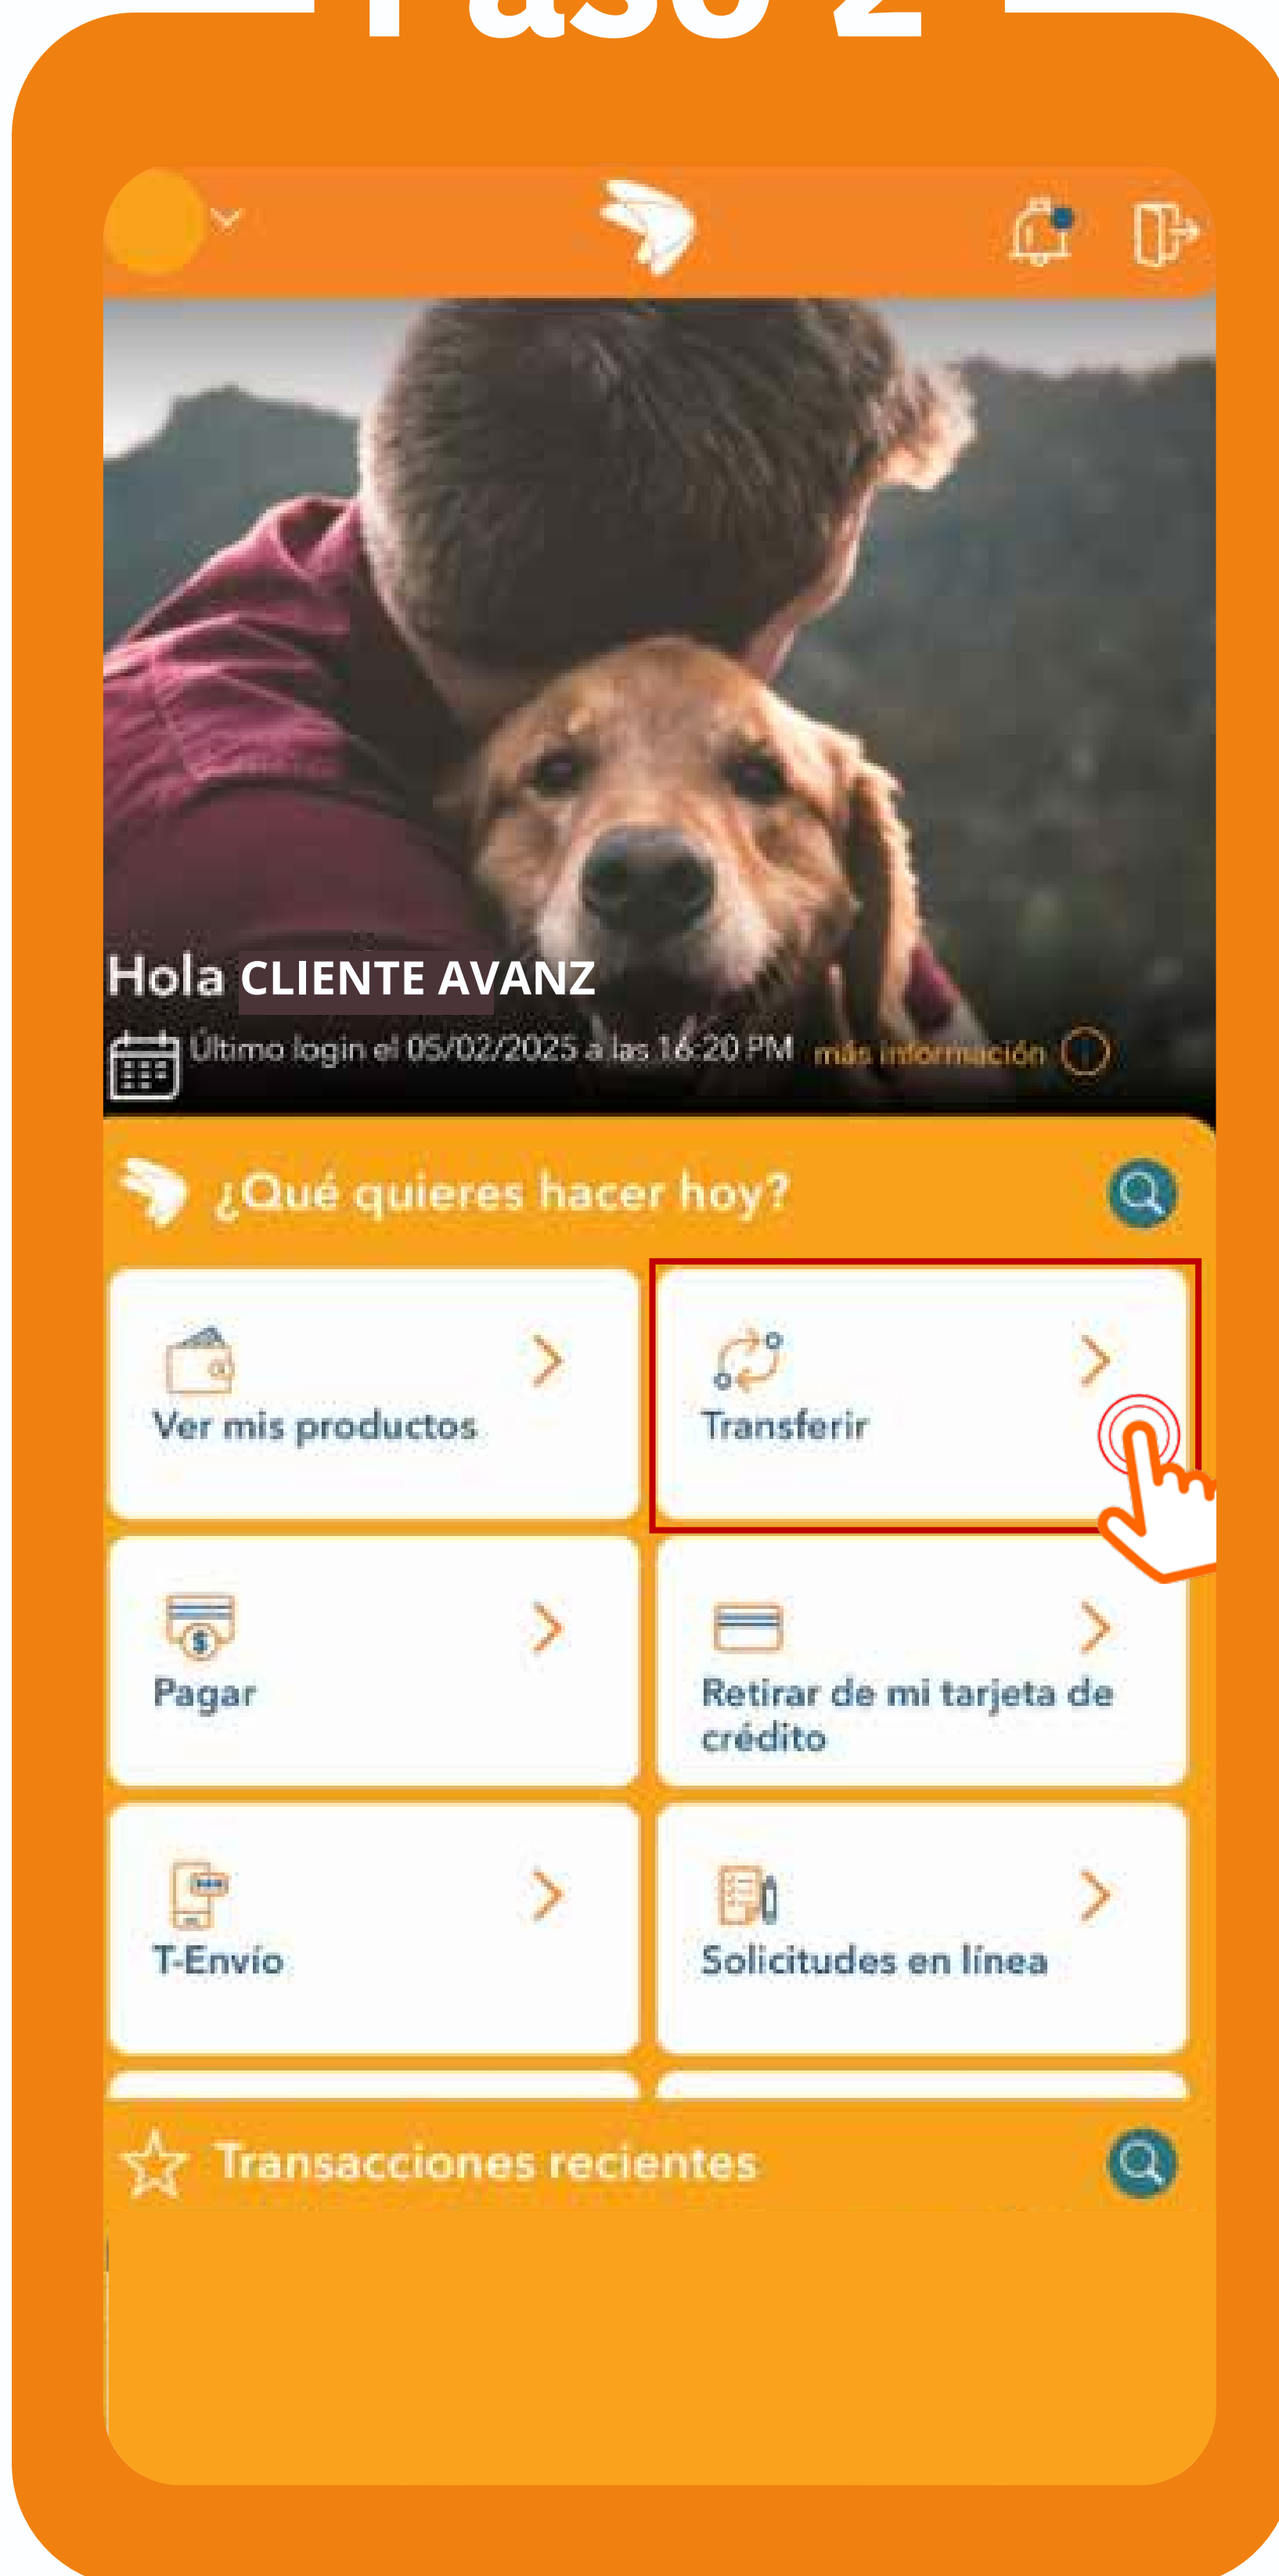 Paso 2
Hola CLIENTE AVANZ
Último login el 05/02/2025 a las 16:20 PM más información
¿Qué quieres hacer hoy?
Ver mis productos
Transferir
Pagar
Retirar de mi tarjeta de
crédito
T-Envío
Solicitudes en línea
Transacciones recientes